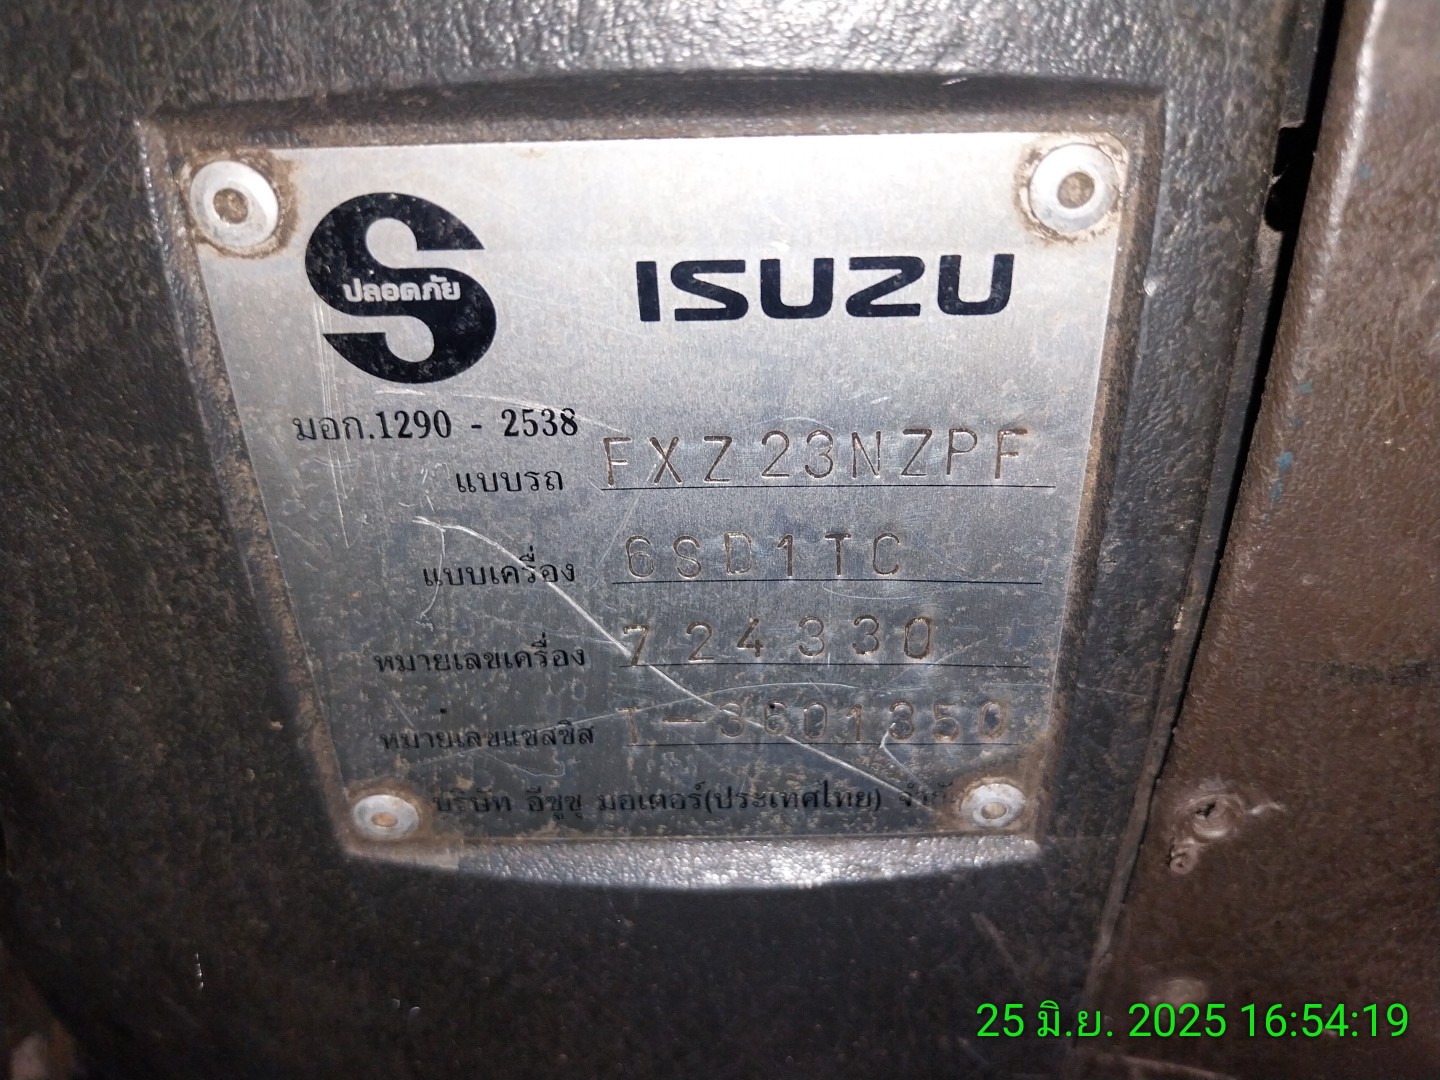 ปลอดภัย
ISUZU
มอก.1290 - 2538
แบบรถ FXZ23NZPF
แบบเครื่อง 6SD1TC
หมายเลขเครื่อง 724330
หมายเลขแชสซิส T-3601350
บริษัท อีซูซุ มอเตอร์(ประเทศไทย)
25 มิ.ย. 2025 16:54:19